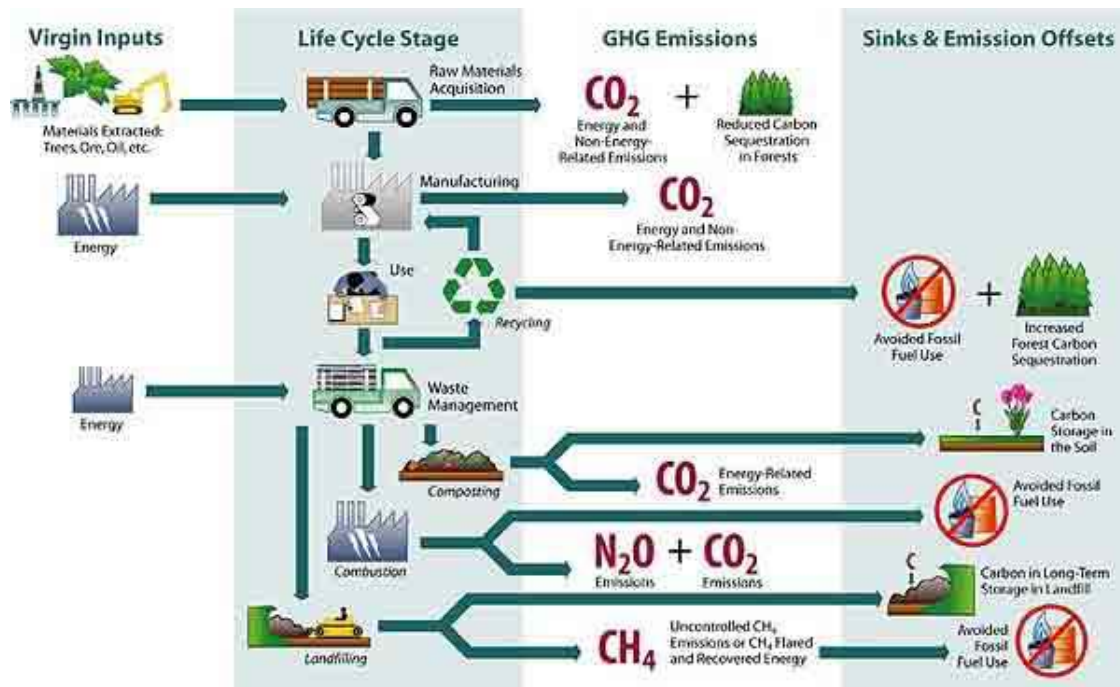 Virgin Inputs
Life Cycle Stage
GHG Emissions
Sinks & Emission Offsets
Materials Extracted:
Trees, Ore, Oil, etc.
Raw Materials
Acquisition
CO₂
Energy and
Non-Energy-
Related Emissions
+
Reduced Carbon
Sequestration
in Forests
Energy
Manufacturing
CO₂
Energy and Non-
Energy-Related Emissions
Use
Recycling
Avoided Fossil
Fuel Use
+
Increased
Forest Carbon
Sequestration
Energy
Waste
Management
Composting
C
Carbon
Storage in
the Soil
CO₂
Energy-Related
Emissions
Combustion
Avoided Fossil
Fuel Use
N₂O
Emissions
+
CO₂
Emissions
Landfilling
C
Carbon in Long-Term
Storage in Landfill
CH₄
Uncontrolled CH₄
Emissions or CH₄ Flared
and Recovered Energy
Avoided
Fossil
Fuel Use